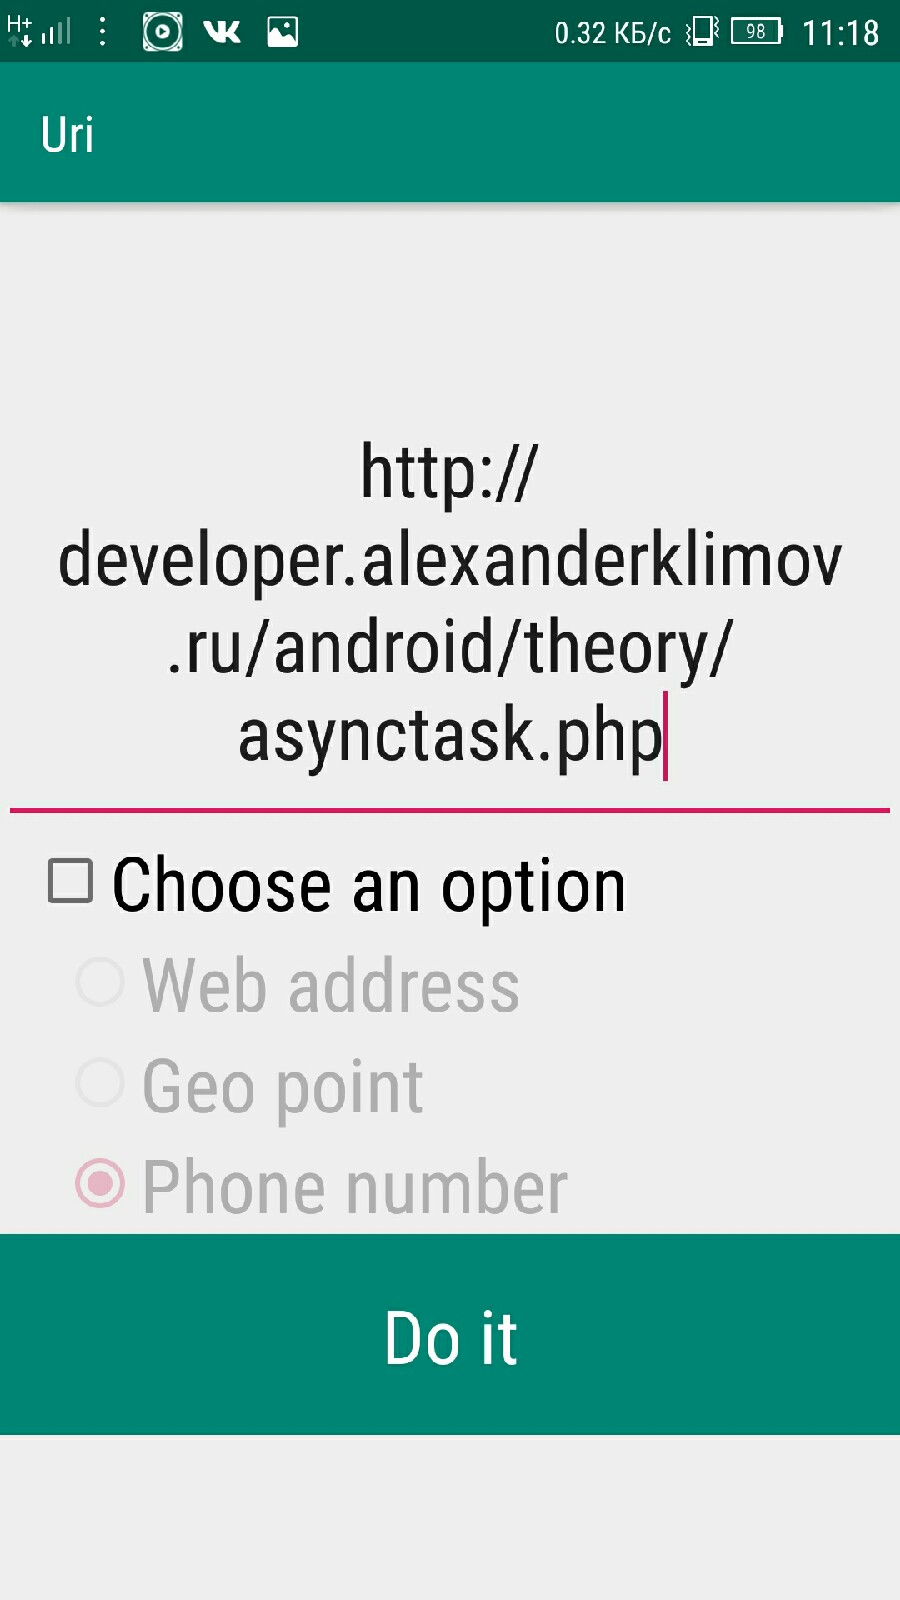 H+ 0.32 КБ/с 98 11:18
Uri
http://
developer.alexanderklimov
.ru/android/theory/
asynctask.php
Choose an option
Web address
Geo point
Phone number
Do it